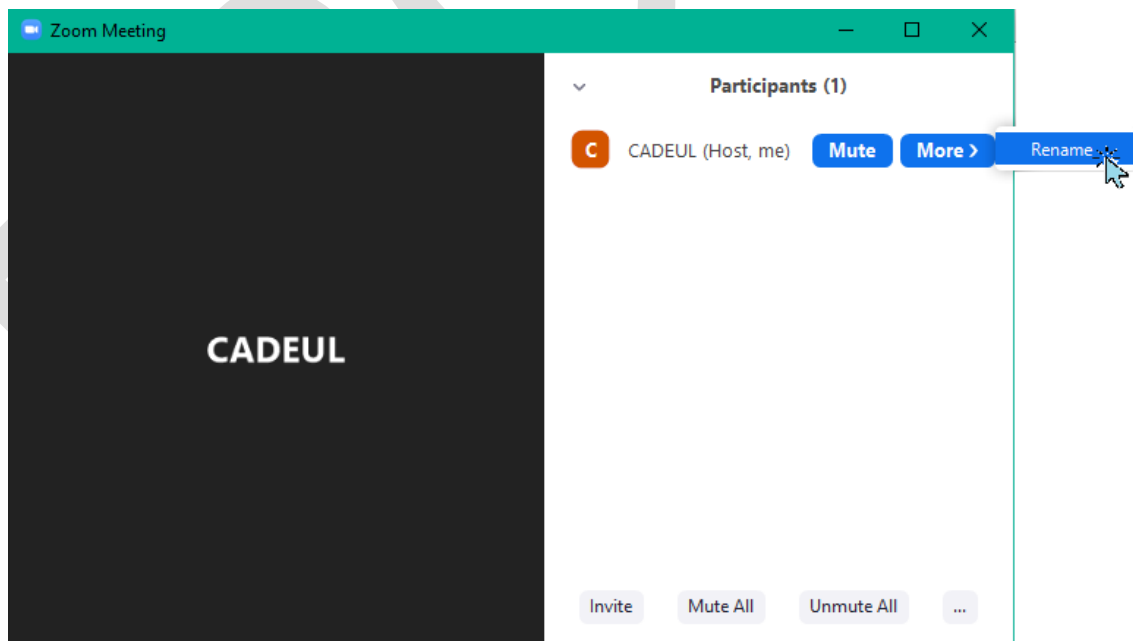 Zoom Meeting
Participants (1)
C CADEUL (Host, me) Mute More > Rename
CADEUL
Invite Mute All Unmute All ...